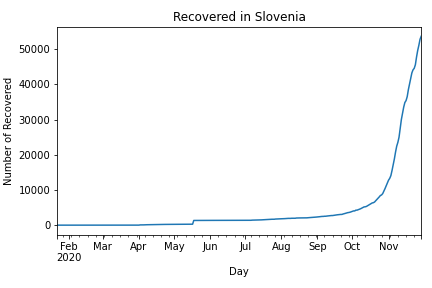 Recovered in Slovenia
Number of Recovered
50000
40000
30000
20000
10000
0
Feb Mar Apr May Jun Jul Aug Sep Oct Nov
2020
Day